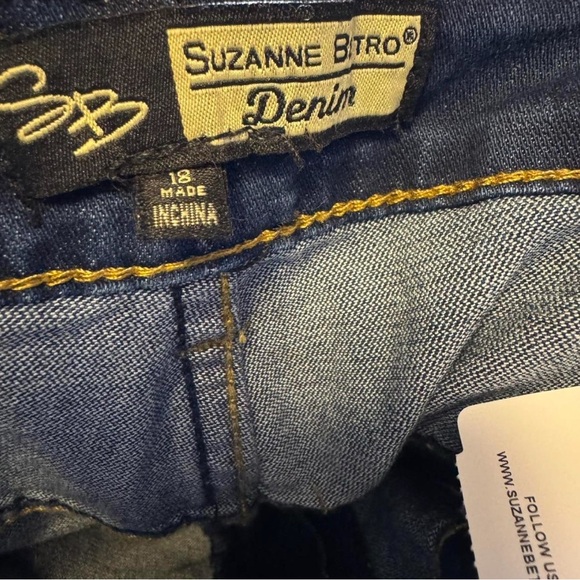 SUZANNE BETRO®
Denim
18
MADE
IN CHINA
FOLLOW US
WWW.SUZANNEBE